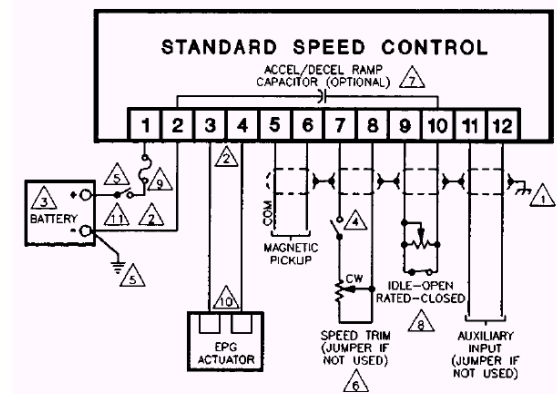 STANDARD SPEED CONTROL
ACCEL/DECEL RAMP
CAPACITOR (OPTIONAL) 7
1 2 3 4 5 6 7 8 9 10 11 12
2
5
9
3
+
BATTERY
-
11 2
5
COM
MAGNETIC
PICKUP
4
1
CW
IDLE-OPEN
RATED-CLOSED
8
10
EPG
ACTUATOR
SPEED TRIM
(JUMPER IF
NOT USED)
6
AUXILIARY
INPUT
(JUMPER IF
NOT USED)